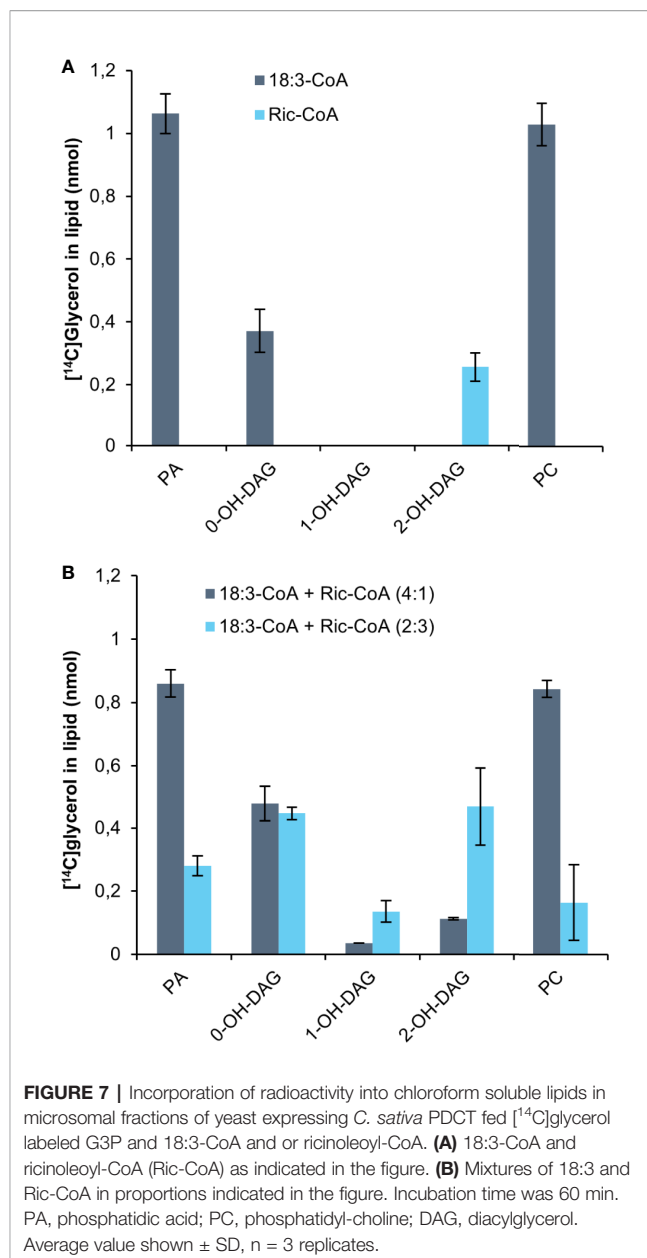 A
1,2
18:3-CoA
Ric-CoA
1
0,8
0,6
0,4
0,2
0
[¹⁴C]Glycerol in lipid (nmol)
PA
0-OH-DAG
1-OH-DAG
2-OH-DAG
PC
B
1,2
18:3-CoA + Ric-CoA (4:1)
18:3-CoA + Ric-CoA (2:3)
1
0,8
0,6
0,4
0,2
0
[¹⁴C]glycerol in lipid (nmol)
PA
0-OH-DAG
1-OH-DAG
2-OH-DAG
PC
FIGURE 7 | Incorporation of radioactivity into chloroform soluble lipids in
microsomal fractions of yeast expressing C. sativa PDCT fed [¹⁴C]glycerol
labeled G3P and 18:3-CoA and or ricinoleoyl-CoA. (A) 18:3-CoA and
ricinoleoyl-CoA (Ric-CoA) as indicated in the figure. (B) Mixtures of 18:3 and
Ric-CoA in proportions indicated in the figure. Incubation time was 60 min.
PA, phosphatidic acid; PC, phosphatidyl-choline; DAG, diacylglycerol.
Average value shown ± SD, n = 3 replicates.